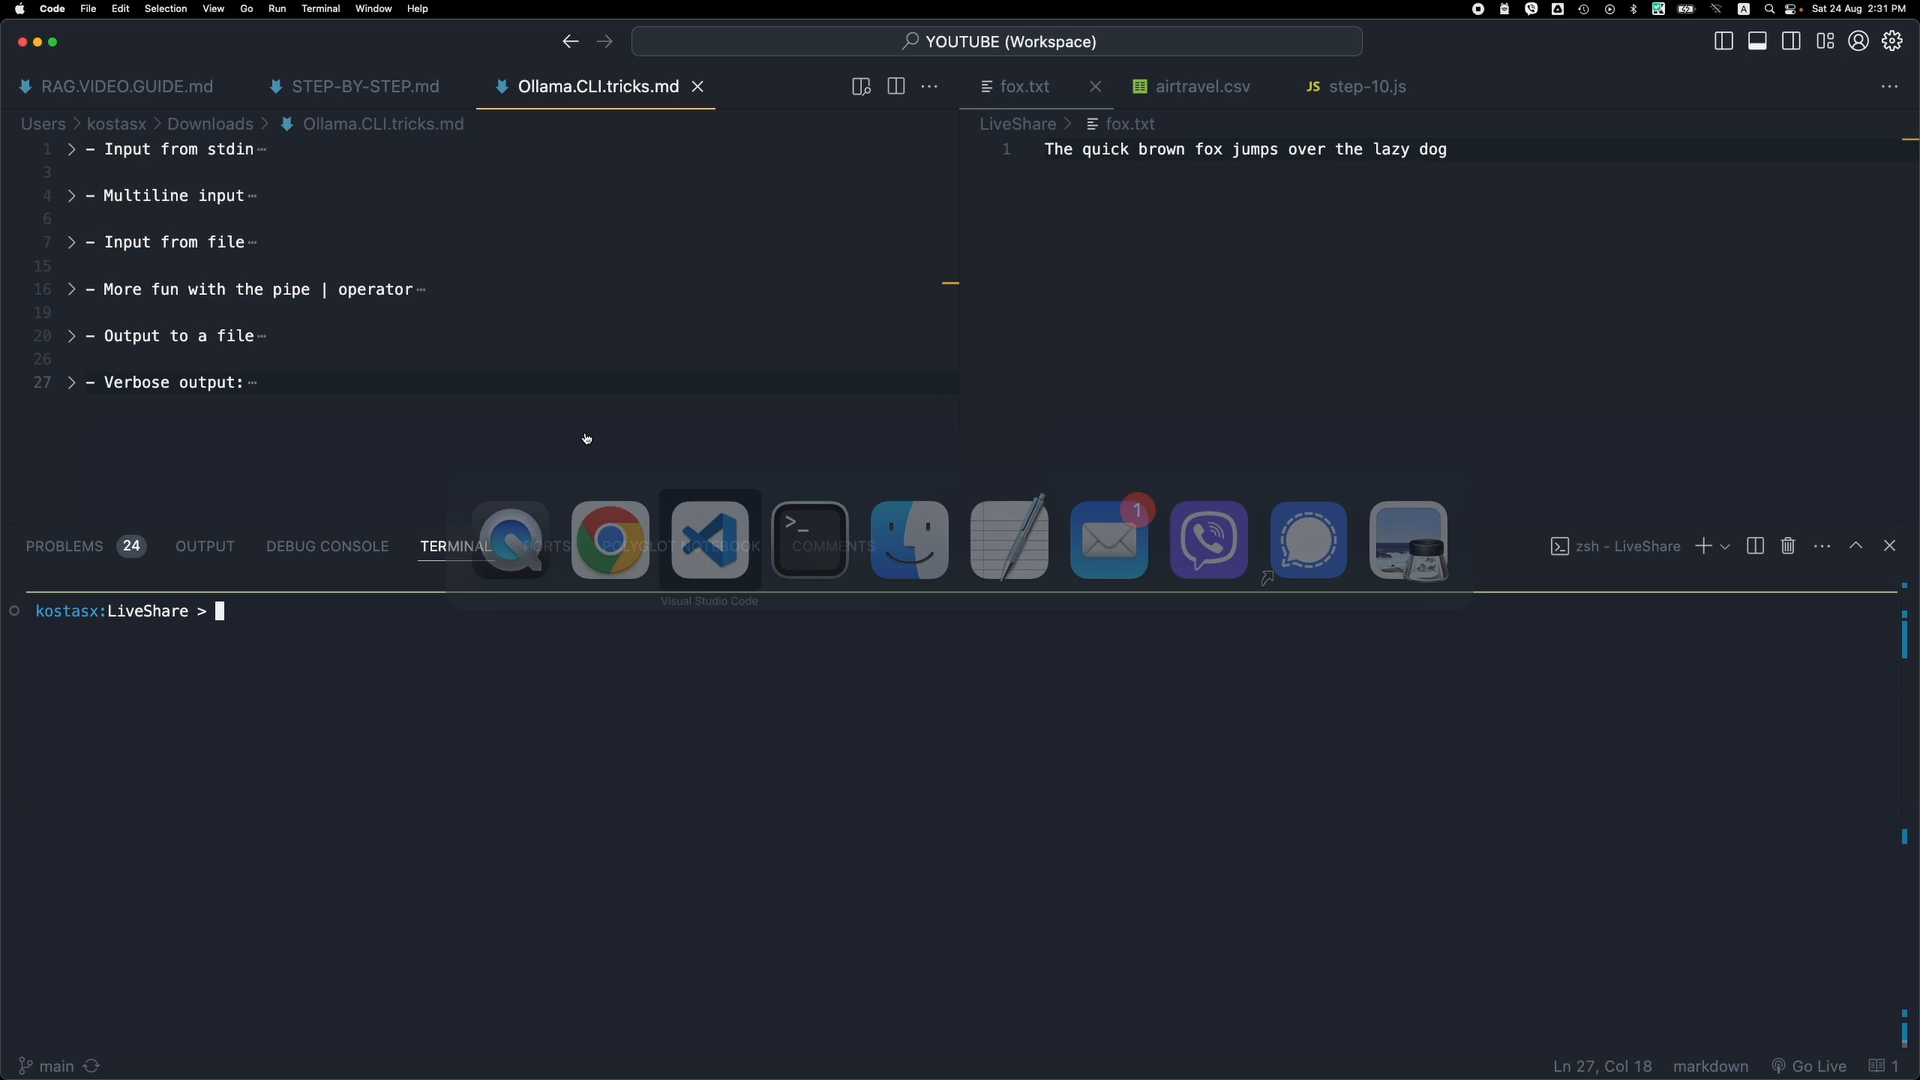 Code File Edit Selection View Go Run Terminal Window Help
A Sat 24 Aug 2:31 PM
YOUTUBE (Workspace)
RAG.VIDEO.GUIDE.md STEP-BY-STEP.md Ollama.CLI.tricks.md
fox.txt airtravel.csv JS step-10.js
Users > kostasx > Downloads > Ollama.CLI.tricks.md
LiveShare > fox.txt
1 > - Input from stdin…
3
4 > - Multiline input…
6
7 > - Input from file…
15
16 > - More fun with the pipe | operator…
19
20 > - Output to a file…
26
27 > - Verbose output:…
1 The quick brown fox jumps over the lazy dog
PROBLEMS 24 OUTPUT DEBUG CONSOLE TERMINAL PORTS POLYGLOT NOTEBOOK COMMENTS
1
zsh - LiveShare
Visual Studio Code
kostasx:LiveShare >
main
Ln 27, Col 18 markdown Go Live 1